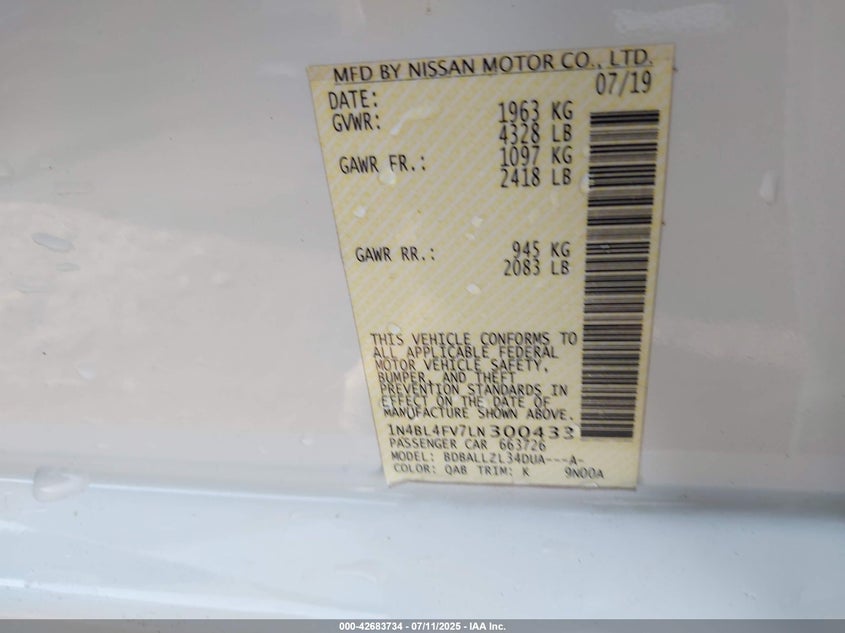 MFD BY NISSAN MOTOR CO., LTD.
DATE: 07/19
GVWR: 1963 KG
4328 LB
GAWR FR.: 1097 KG
2418 LB
GAWR RR.: 945 KG
2083 LB
THIS VEHICLE CONFORMS TO
ALL APPLICABLE FEDERAL
MOTOR VEHICLE SAFETY,
BUMPER, AND THEFT
PREVENTION STANDARDS IN
EFFECT ON THE DATE OF
MANUFACTURE SHOWN ABOVE.
1N4BL4FV7LN300433
PASSENGER CAR 663726
MODEL: BDBALLZL34DUA---A-
COLOR: QAB TRIM: K 9N00A
000-42683734 - 07/11/2025 - IAA Inc.